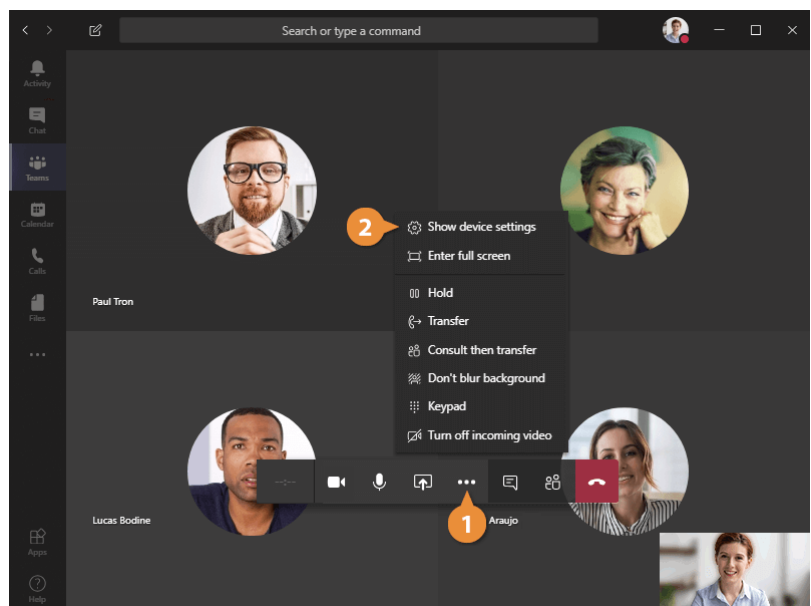 Search or type a command
Activity
Chat
Teams
Calendar
Calls
Files
Paul Tron
2
Show device settings
Enter full screen
Hold
Transfer
Consult then transfer
Don't blur background
Keypad
Turn off incoming video
--:--
Lucas Bodine
1
Araujo
Apps
Help